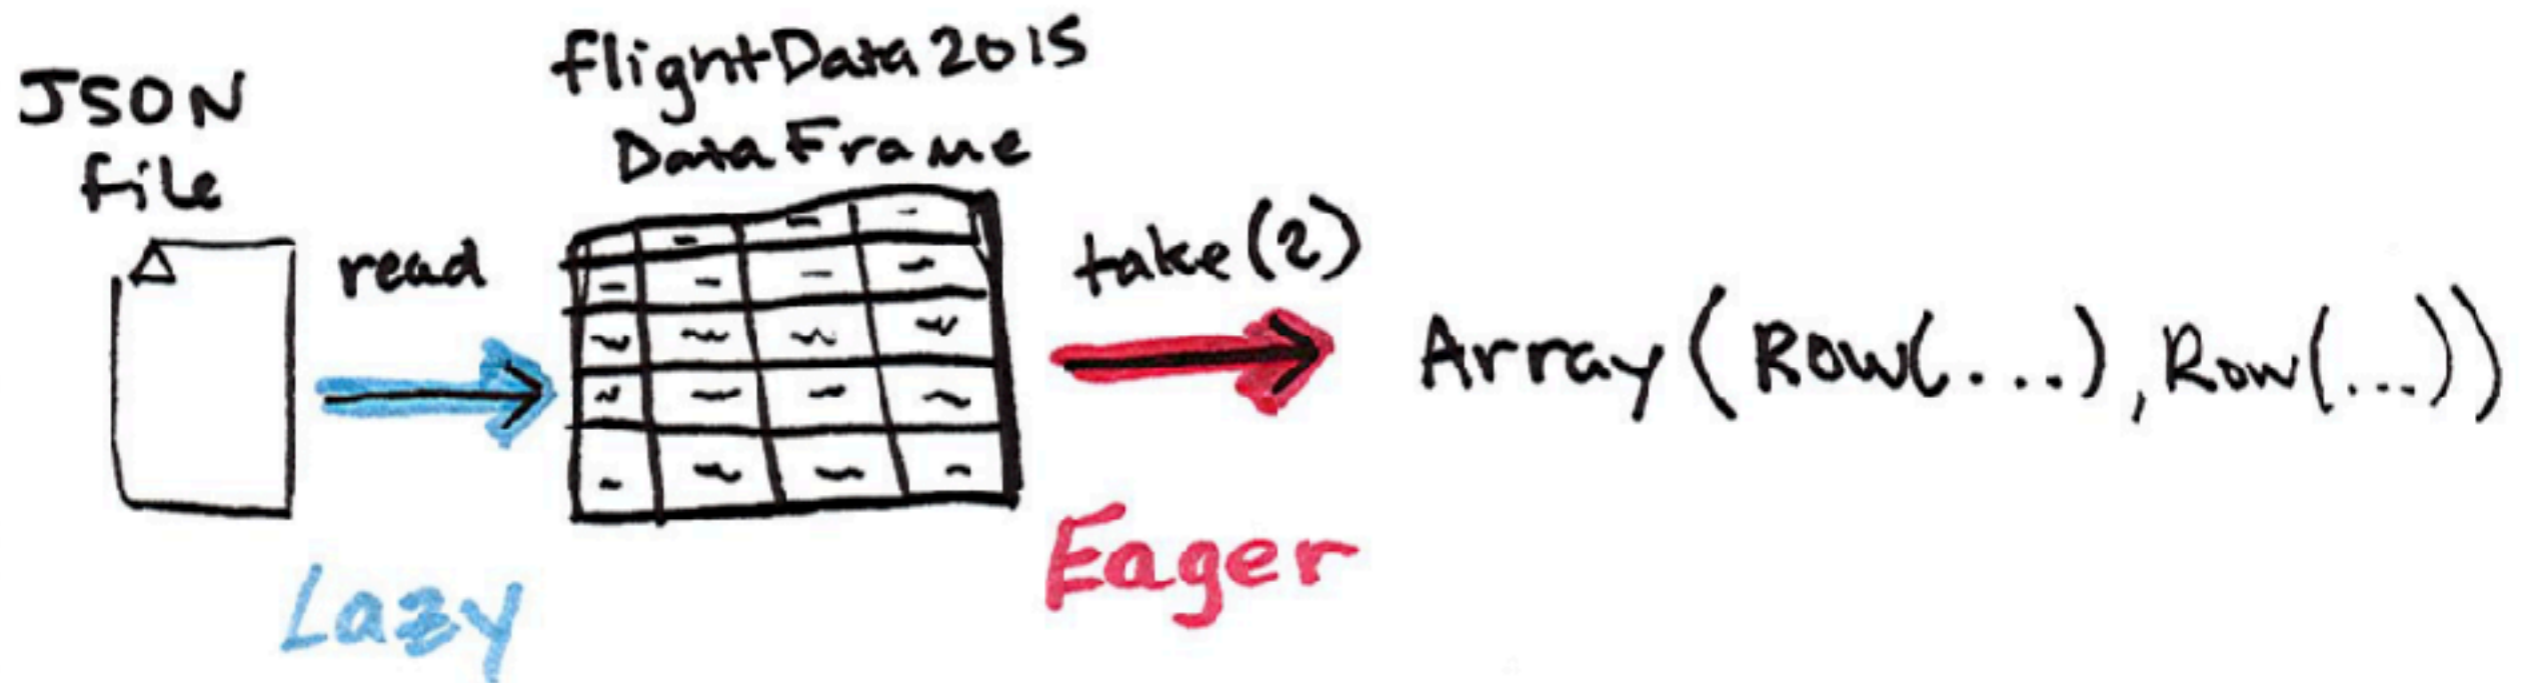 JSON
file
read
Lazy
flightData2015
DataFrame
take(2)
Eager
Array(Row(...),Row(...))